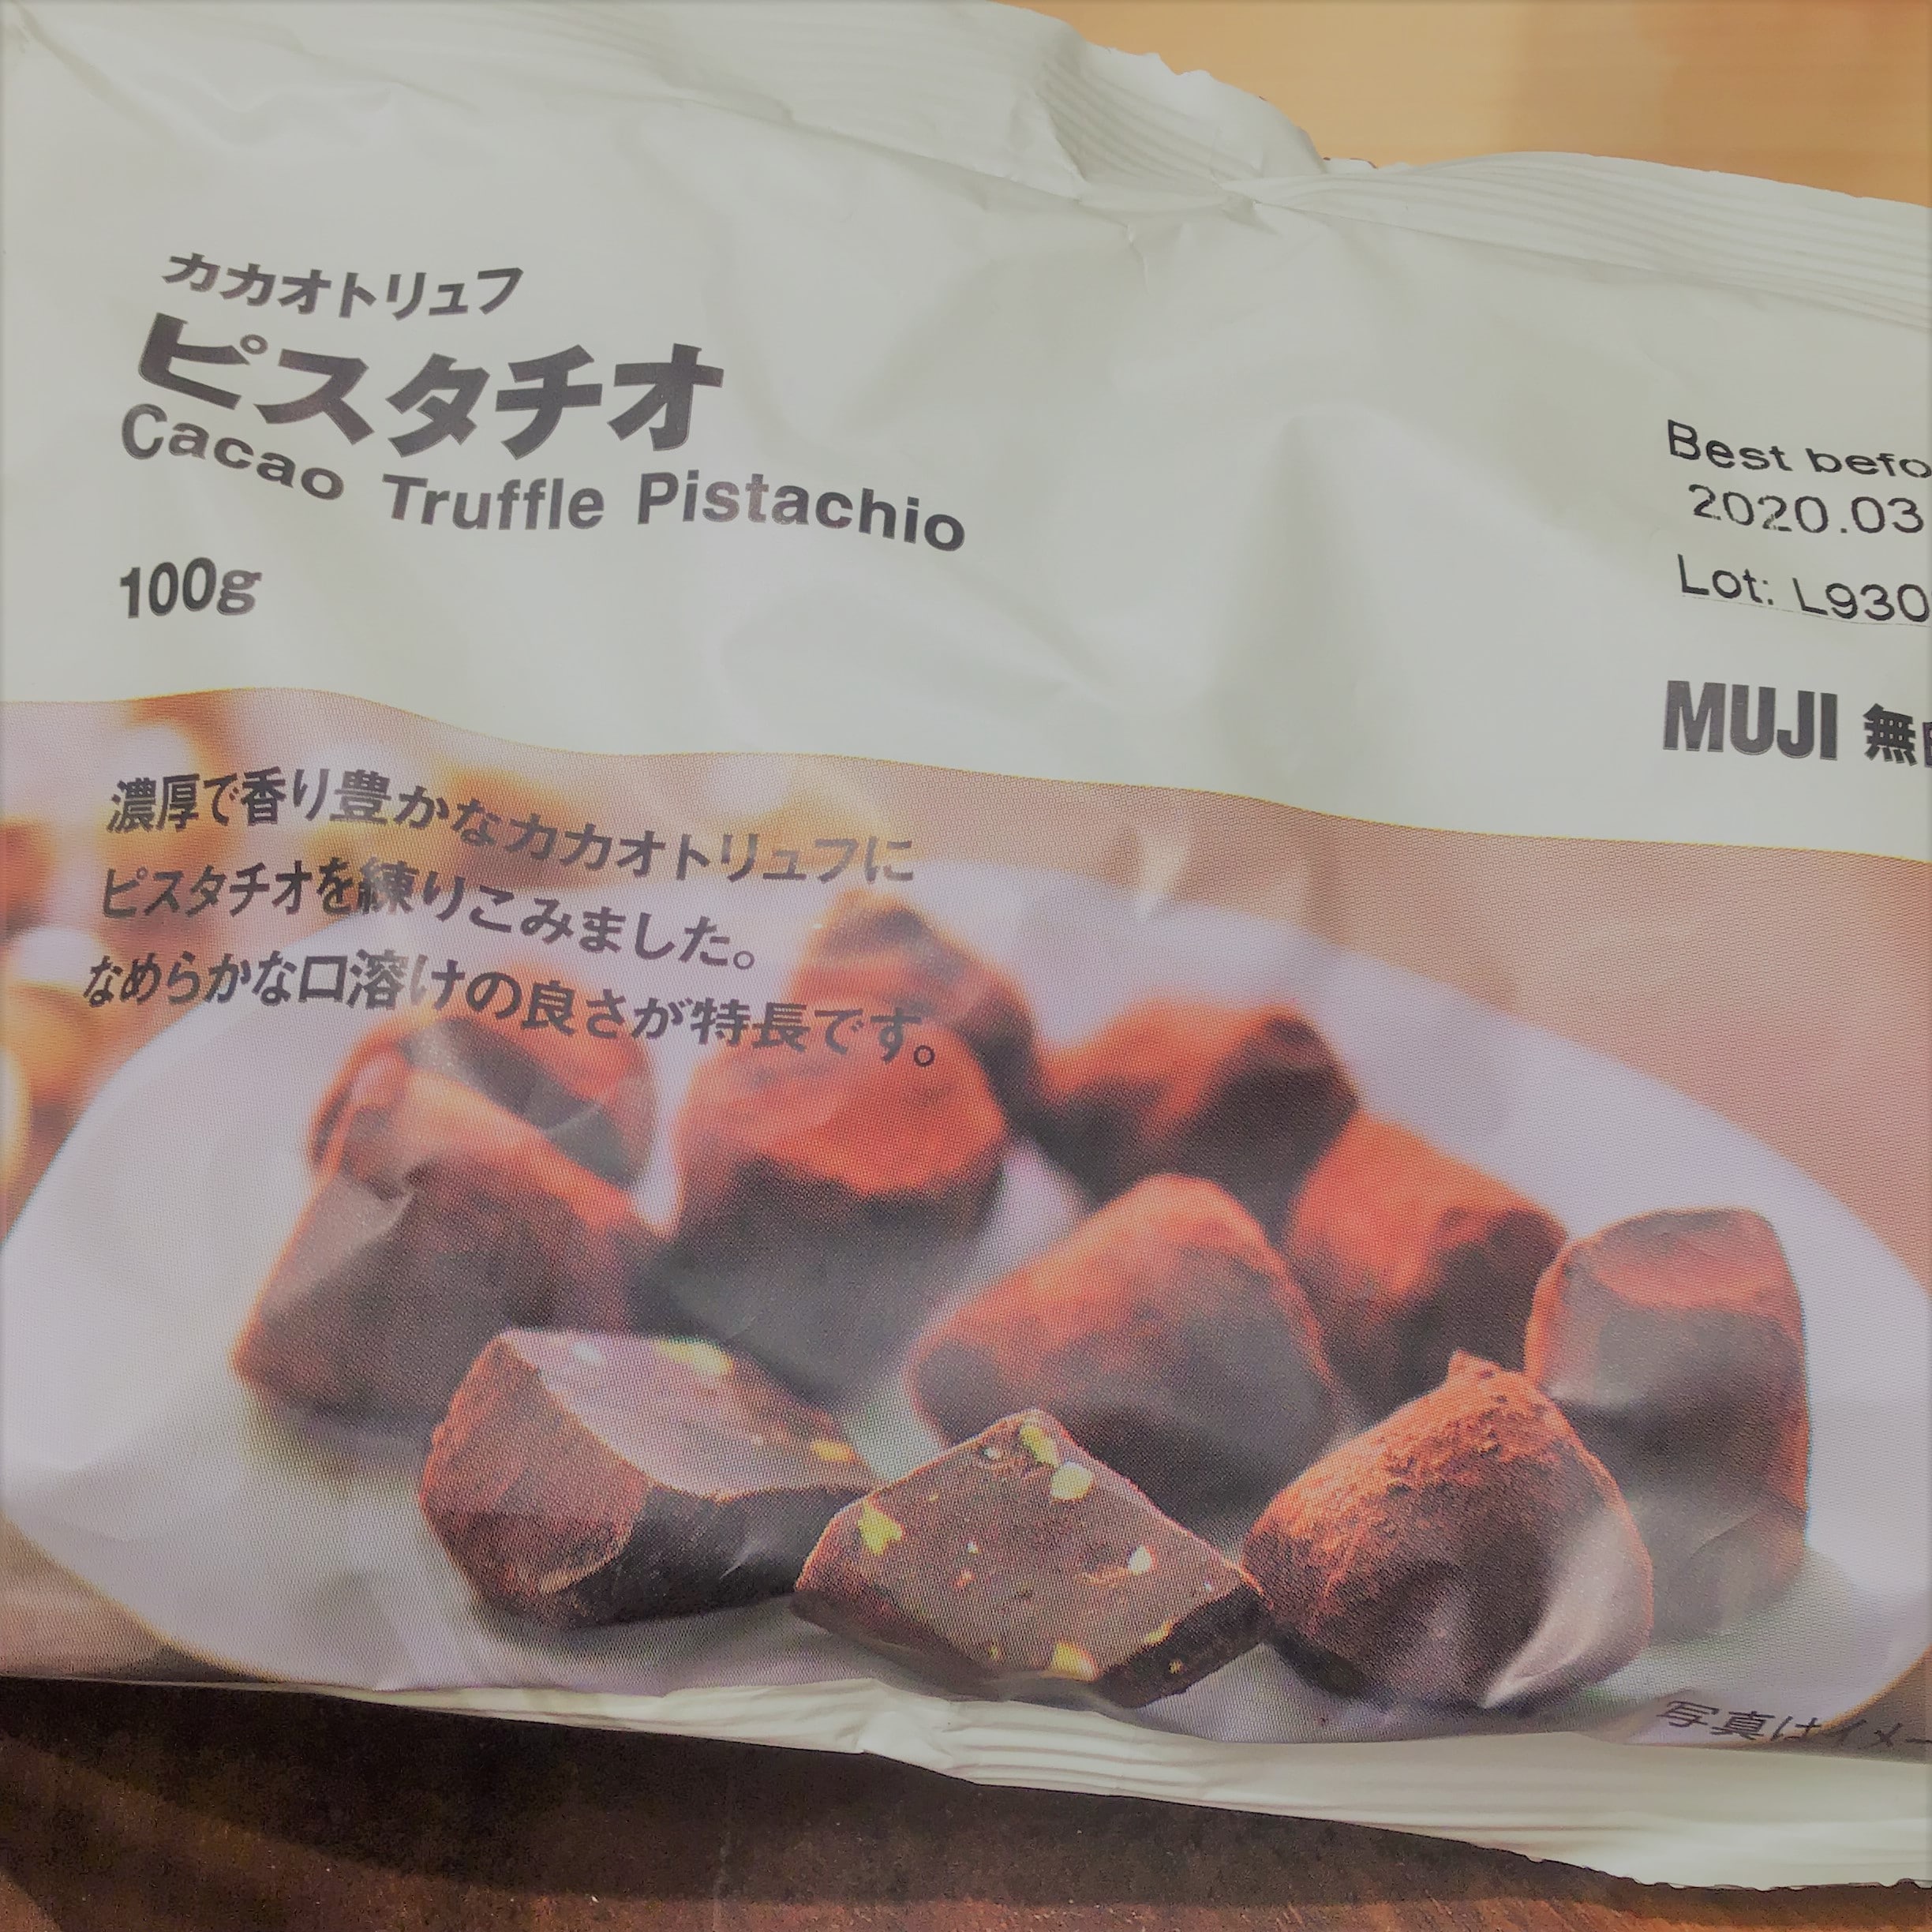 カカオトリュフ
ピスタチオ
Cacao Truffle Pistachio
100g
Best befo
2020.03
Lot: L930
MUJI 無
濃厚で香り豊かなカカオトリュフに
ピスタチオを練りこみました。
なめらかな口溶けの良さが特長です。
写真はイメー